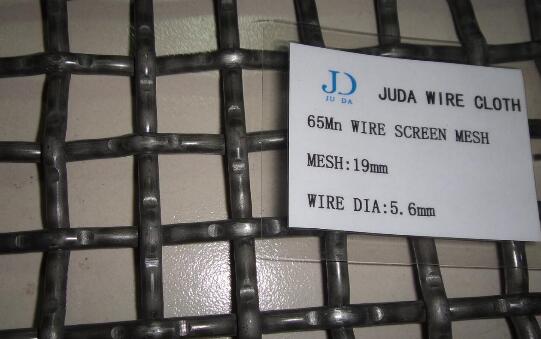 JD
JU DA
JUDA WIRE CLOTH
65Mn WIRE SCREEN MESH
MESH:19mm
WIRE DIA:5.6mm